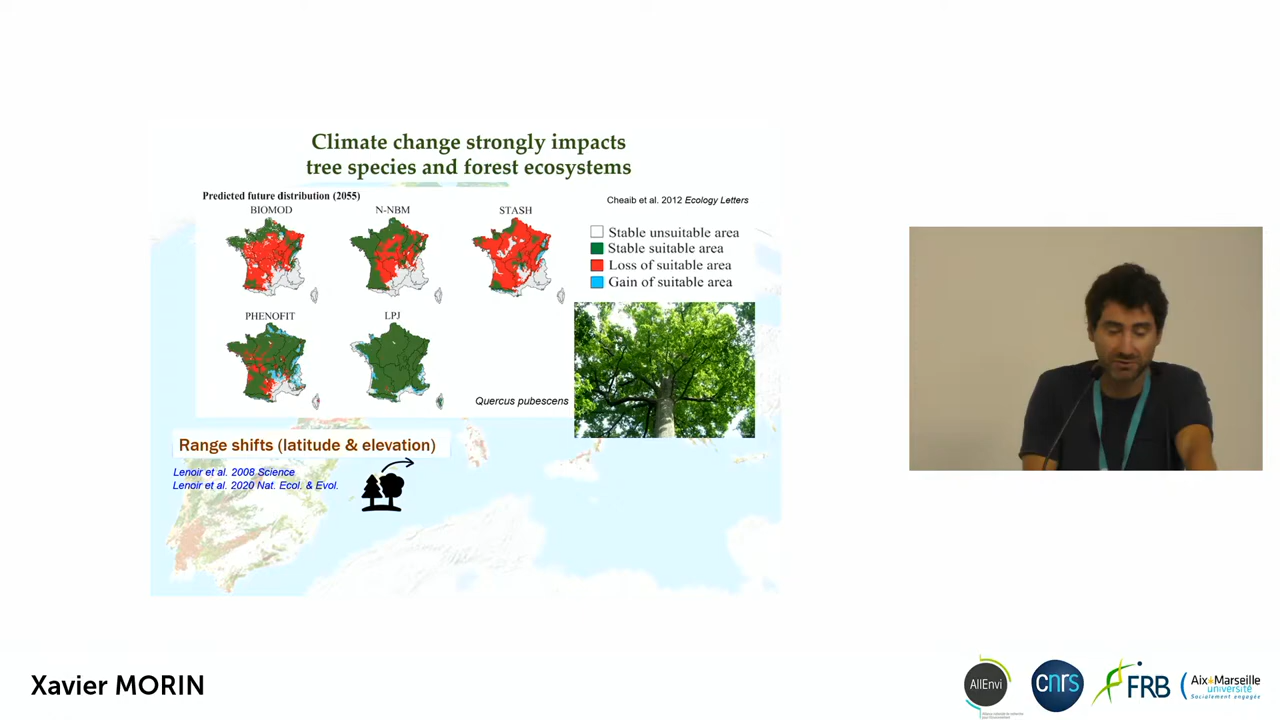 Climate change strongly impacts
tree species and forest ecosystems
Predicted future distribution (2055)
Cheaib et al. 2012 Ecology Letters
BIOMOD
N-NBM
STASH
Stable unsuitable area
Stable suitable area
Loss of suitable area
Gain of suitable area
PHENOFIT
LPJ
Quercus pubescens
Range shifts (latitude & elevation)
Lenoir et al. 2008 Science
Lenoir et al. 2020 Nat. Ecol. & Evol.
Xavier MORIN
AllEnvi
cnrs
FRB
Aix Marseille
université
Socialement engagée